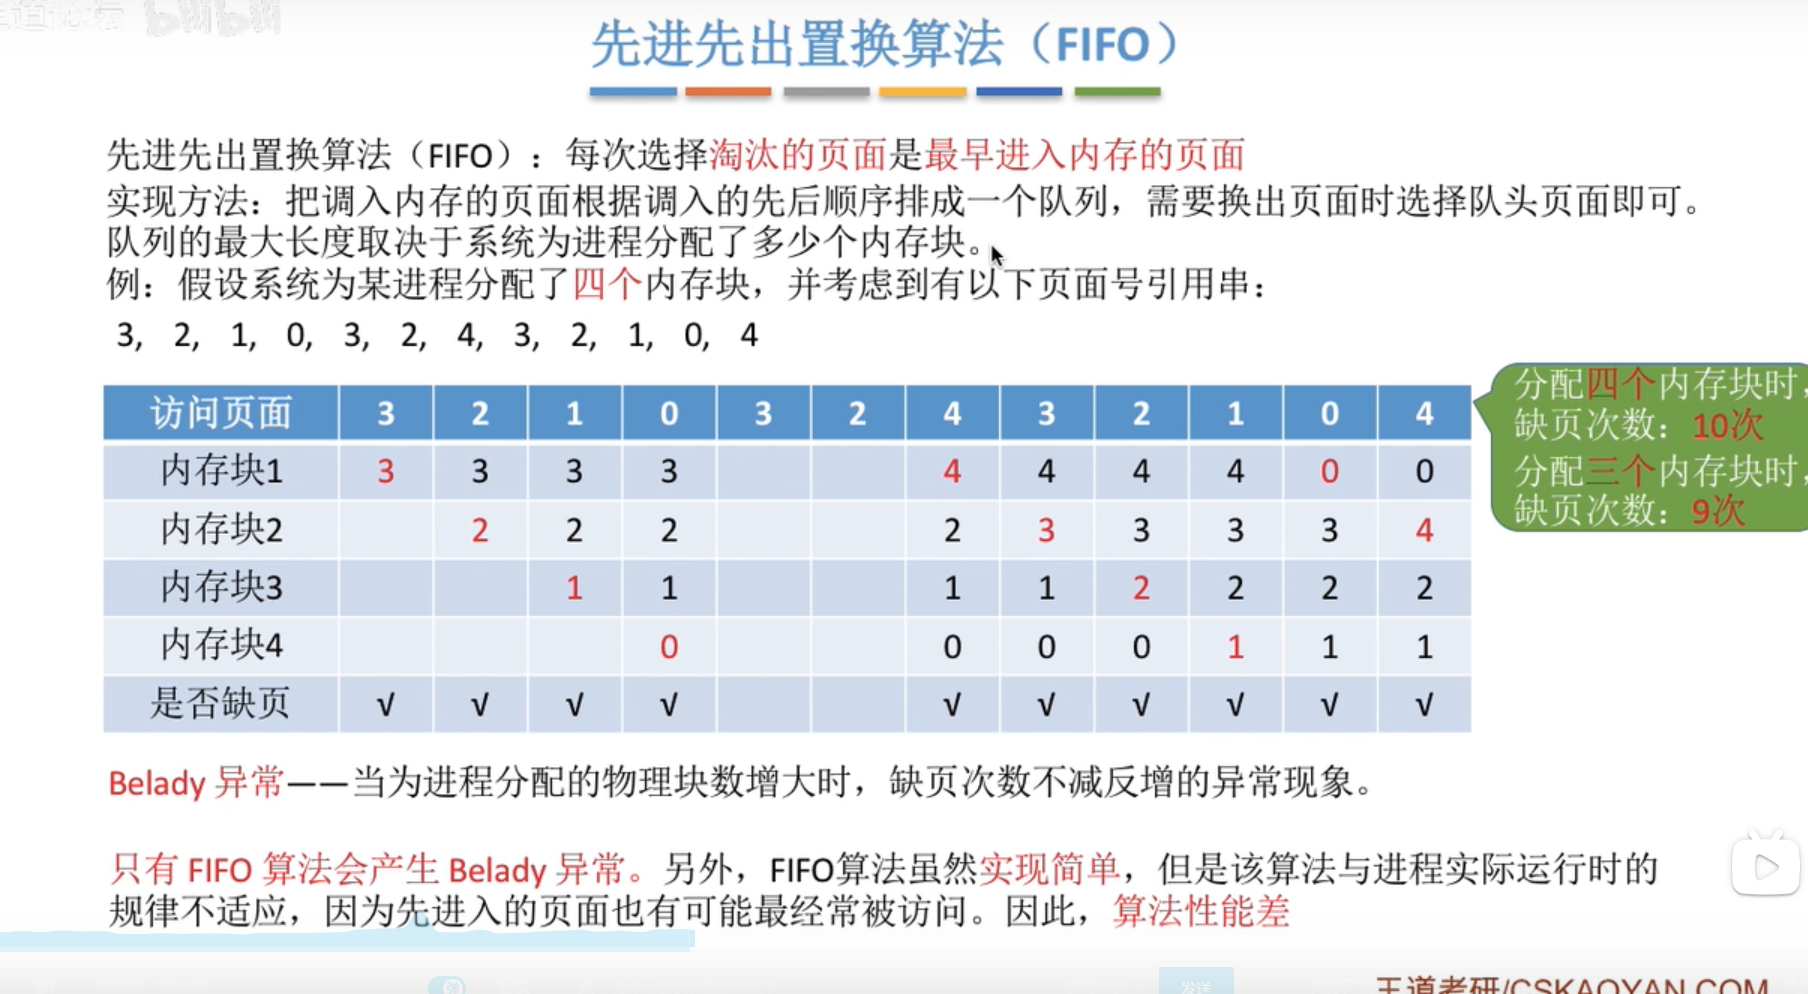 先进先出置换算法（FIFO）
先进先出置换算法（FIFO）：每次选择淘汰的页面是最早进入内存的页面
实现方法：把调入内存的页面根据调入的先后顺序排成一个队列，需要换出页面时选择队头页面即可。
队列的最大长度取决于系统为进程分配了多少个内存块。
例：假设系统为某进程分配了四个内存块，并考虑到有以下页面号引用串：
3, 2, 1, 0, 3, 2, 4, 3, 2, 1, 0, 4
访问页面 3 2 1 0 3 2 4 3 2 1 0 4
内存块1 3 3 3 3 4 4 4 4 0 0
内存块2 2 2 2 2 3 3 3 3 4
内存块3 1 1 1 1 2 2 2 2
内存块4 0 0 0 0 1 1 1
是否缺页 √ √ √ √ √ √ √ √ √ √
分配四个内存块时，
缺页次数：10次
分配三个内存块时，
缺页次数：9次
Belady 异常——当为进程分配的物理块数增大时，缺页次数不减反增的异常现象。
只有 FIFO 算法会产生 Belady 异常。另外，FIFO算法虽然实现简单，但是该算法与进程实际运行时的
规律不适应，因为先进入的页面也有可能最经常被访问。因此，算法性能差
弹
发送
王道考研/CSKAOYAN.COM